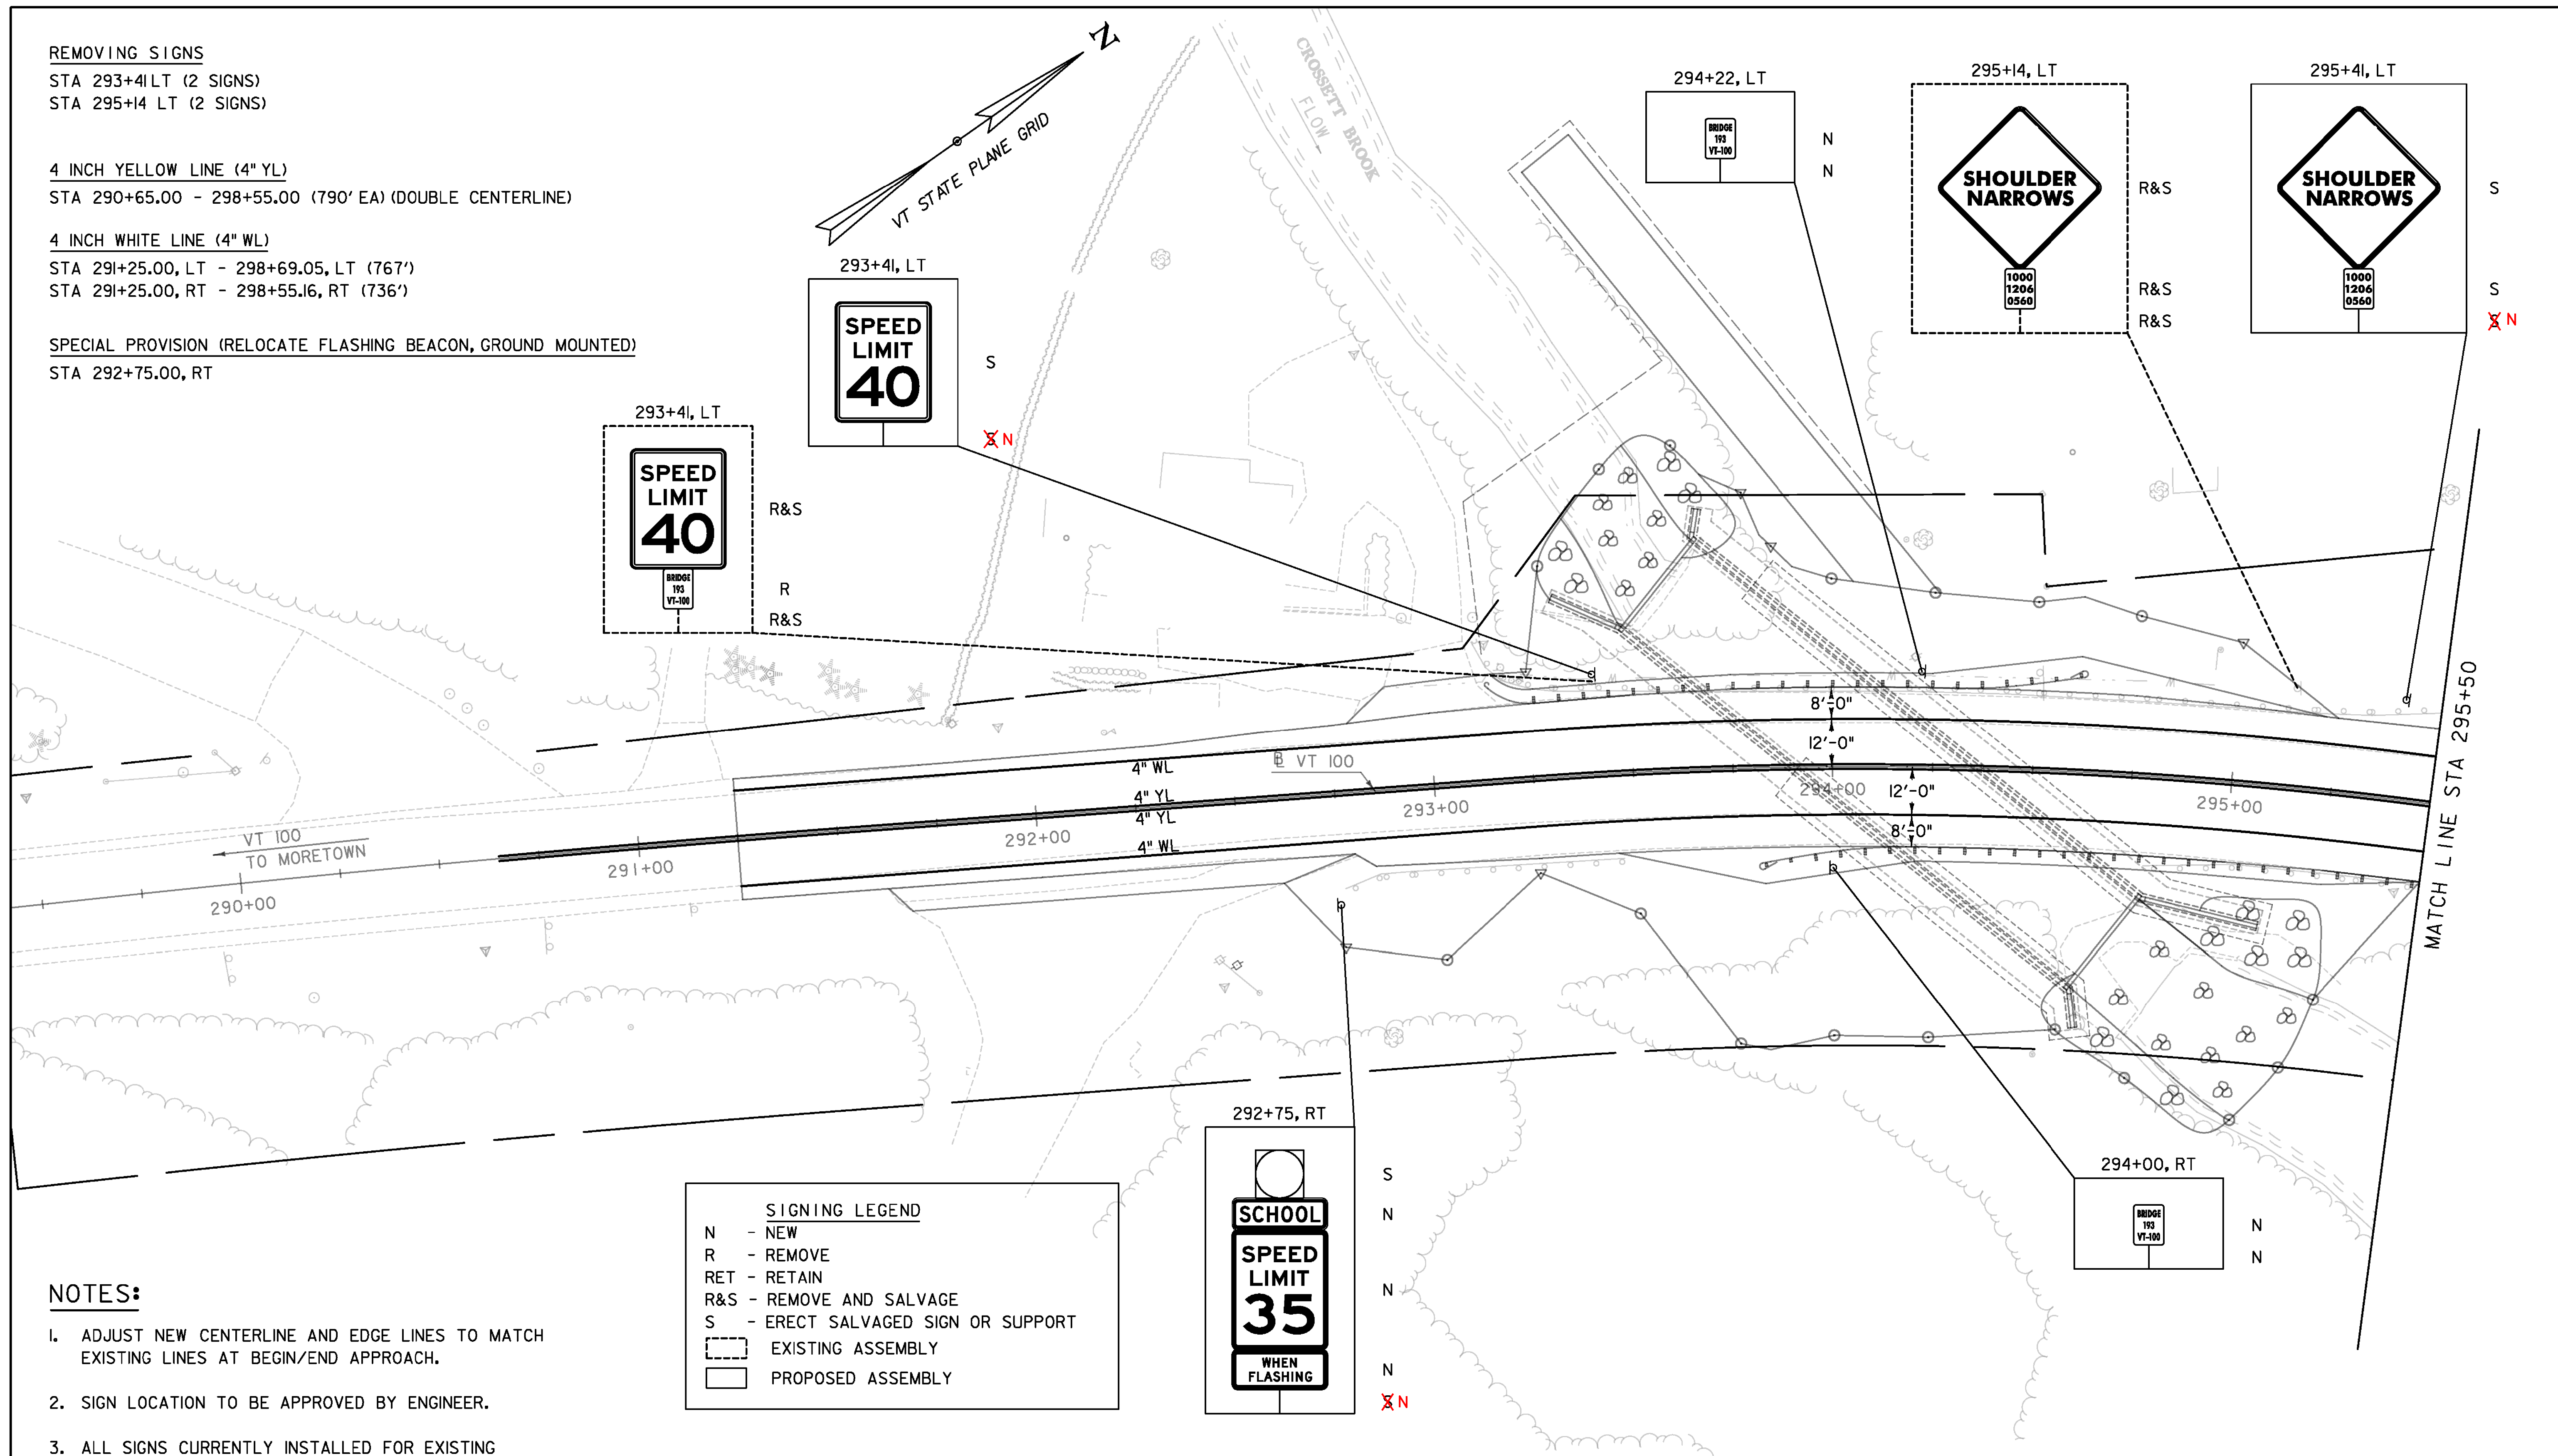 REMOVING SIGNS
STA 293+41 LT (2 SIGNS)
STA 295+14 LT (2 SIGNS)
4 INCH YELLOW LINE (4" YL)
STA 290+65.00 - 298+55.00 (790' EA) (DOUBLE CENTERLINE)
4 INCH WHITE LINE (4" WL)
STA 291+25.00, LT - 298+69.05, LT (767')
STA 291+25.00, RT - 298+55.16, RT (736')
SPECIAL PROVISION (RELOCATE FLASHING BEACON, GROUND MOUNTED)
STA 292+75.00, RT
N
VT STATE PLANE GRID
CROSSETT BROOK
FLOW
293+41, LT
SPEED
LIMIT
40
BRIDGE
193
VT-100
R&S
R
R&S
293+41, LT
SPEED
LIMIT
40
S
S N
294+22, LT
BRIDGE
193
VT-100
N
N
295+14, LT
SHOULDER
NARROWS
1000
1206
0560
R&S
R&S
R&S
295+41, LT
SHOULDER
NARROWS
1000
1206
0560
S
S
S N
8'-0"
12'-0"
12'-0"
8'-0"
4" WL
4" YL
4" YL
4" WL
BL VT 100
VT 100
TO MORETOWN
290+00
291+00
292+00
293+00
294+00
295+00
W
W
W
MATCH LINE STA 295+50
292+75, RT
SCHOOL
SPEED
LIMIT
35
WHEN
FLASHING
S
N
N
N
S N
294+00, RT
BRIDGE
193
VT-100
N
N
SIGNING LEGEND
N - NEW
R - REMOVE
RET - RETAIN
R&S - REMOVE AND SALVAGE
S - ERECT SALVAGED SIGN OR SUPPORT
EXISTING ASSEMBLY
PROPOSED ASSEMBLY
NOTES:
1. ADJUST NEW CENTERLINE AND EDGE LINES TO MATCH
EXISTING LINES AT BEGIN/END APPROACH.
2. SIGN LOCATION TO BE APPROVED BY ENGINEER.
3. ALL SIGNS CURRENTLY INSTALLED FOR EXISTING